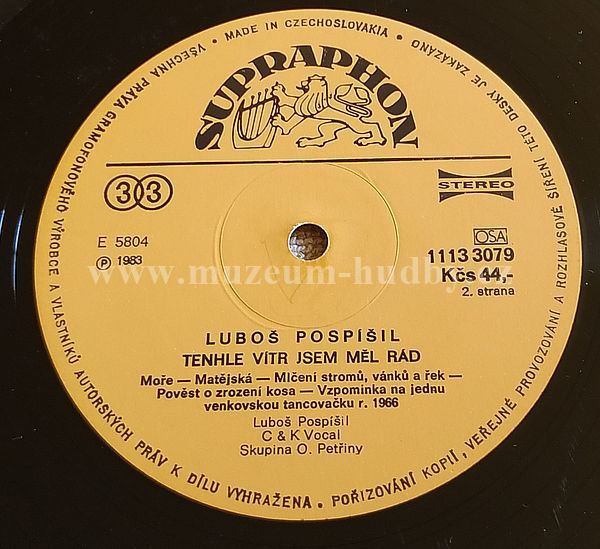 MADE IN CZECHOSLOVAKIA
SUPRAPHON
33
STEREO
E 5804
℗ 1983
OSA
1113 3079
Kčs 44,-
2. strana
LUBOŠ POSPÍŠIL
TENHLE VÍTR JSEM MĚL RÁD
Moře — Matějská — Mlčení stromů, vánků a řek —
Pověst o zrození kosa — Vzpomínka na jednu
venkovskou tancovačku r. 1966
Luboš Pospíšil
C & K Vocal
Skupina O. Petřiny
VŠECHNA PRÁVA GRAMOFONOVÉHO VÝROBCE A VLASTNÍKŮ AUTORSKÝCH PRÁV K DÍLU VYHRAŽENA. POŘIZOVÁNÍ KOPIÍ, VEŘEJNÉ PROVOZOVÁNÍ A ROZHLASOVÉ ŠÍŘENÍ TÉTO DESKY JE ZAKÁZÁNO
www.muzeum-hudby.cz